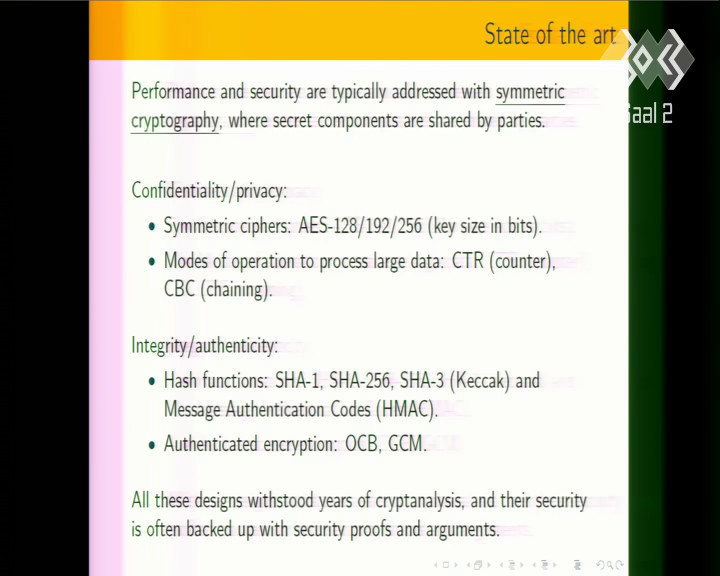 State of the art
Saal 2
Performance and security are typically addressed with symmetric
cryptography, where secret components are shared by parties.
Confidentiality/privacy:
• Symmetric ciphers: AES-128/192/256 (key size in bits).
• Modes of operation to process large data: CTR (counter),
CBC (chaining).
Integrity/authenticity:
• Hash functions: SHA-1, SHA-256, SHA-3 (Keccak) and
Message Authentication Codes (HMAC).
• Authenticated encryption: OCB, GCM.
All these designs withstood years of cryptanalysis, and their security
is often backed up with security proofs and arguments.